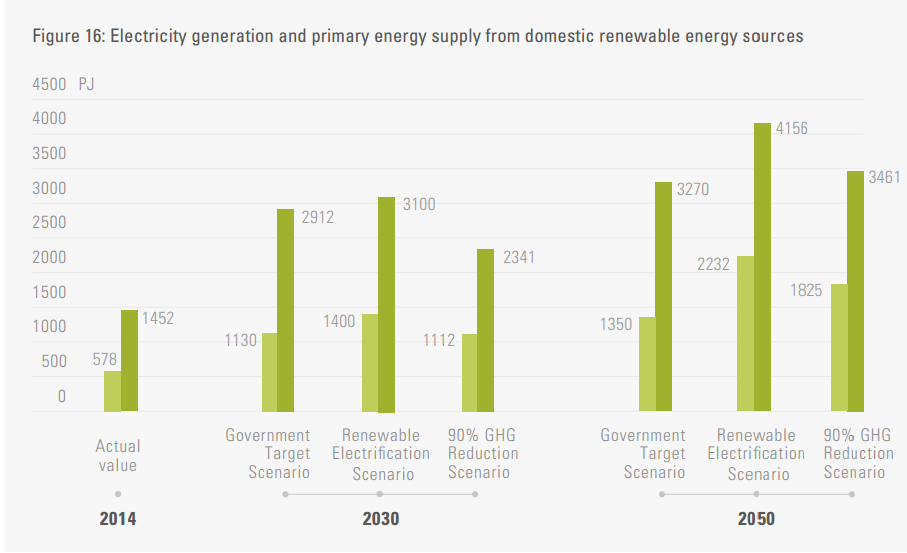 Figure 16: Electricity generation and primary energy supply from domestic renewable energy sources
4500 PJ
4000
3500
3000
2500
2000
1500
1000
500
0
578
1452
1130
2912
1400
3100
1112
2341
1350
3270
2232
4156
1825
3461
Actual
value
Government
Target
Scenario
Renewable
Electrification
Scenario
90% GHG
Reduction
Scenario
Government
Target
Scenario
Renewable
Electrification
Scenario
90% GHG
Reduction
Scenario
2014
2030
2050